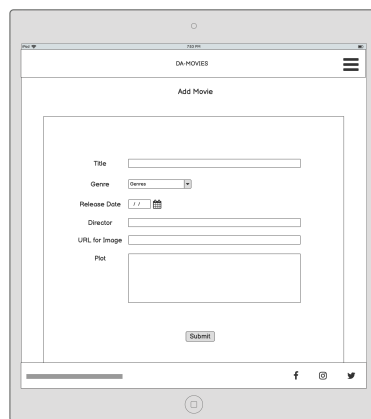 iPad 7:53 PM
DA-MOVIES
Add Movie
Title
Genre Genres
Release Date / /
Director
URL for Image
Plot
Submit